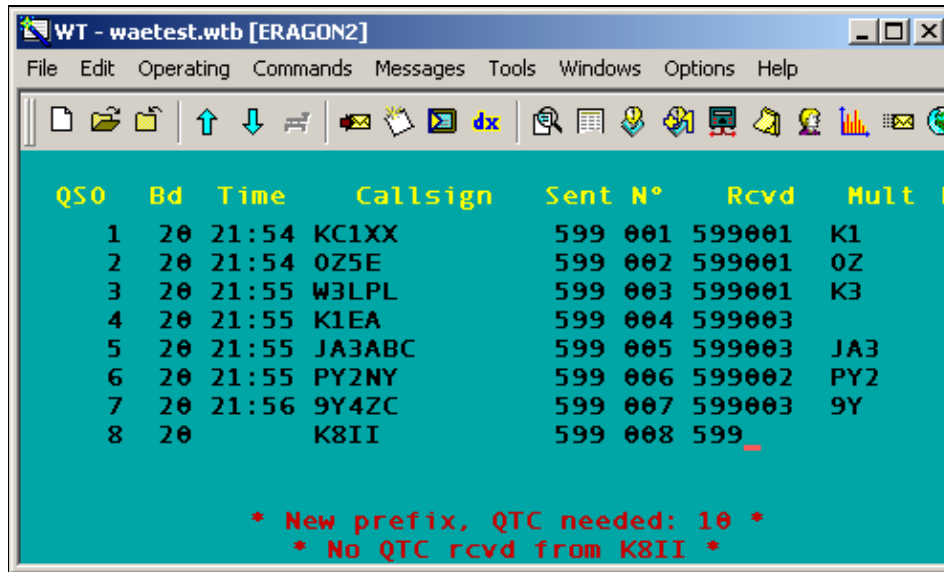 WT - waetest.wtb [ERAGON2]
File Edit Operating Commands Messages Tools Windows Options Help
dx
QSO Bd Time Callsign Sent N° Rcvd Mult
1 20 21:54 KC1XX 599 001 599001 K1
2 20 21:54 OZ5E 599 002 599001 OZ
3 20 21:55 W3LPL 599 003 599001 K3
4 20 21:55 K1EA 599 004 599003
5 20 21:55 JA3ABC 599 005 599003 JA3
6 20 21:55 PY2NY 599 006 599002 PY2
7 20 21:56 9Y4ZC 599 007 599003 9Y
8 20 K8II 599 008 599_
* New prefix, QTC needed: 10 *
* No QTC rcvd from K8II *